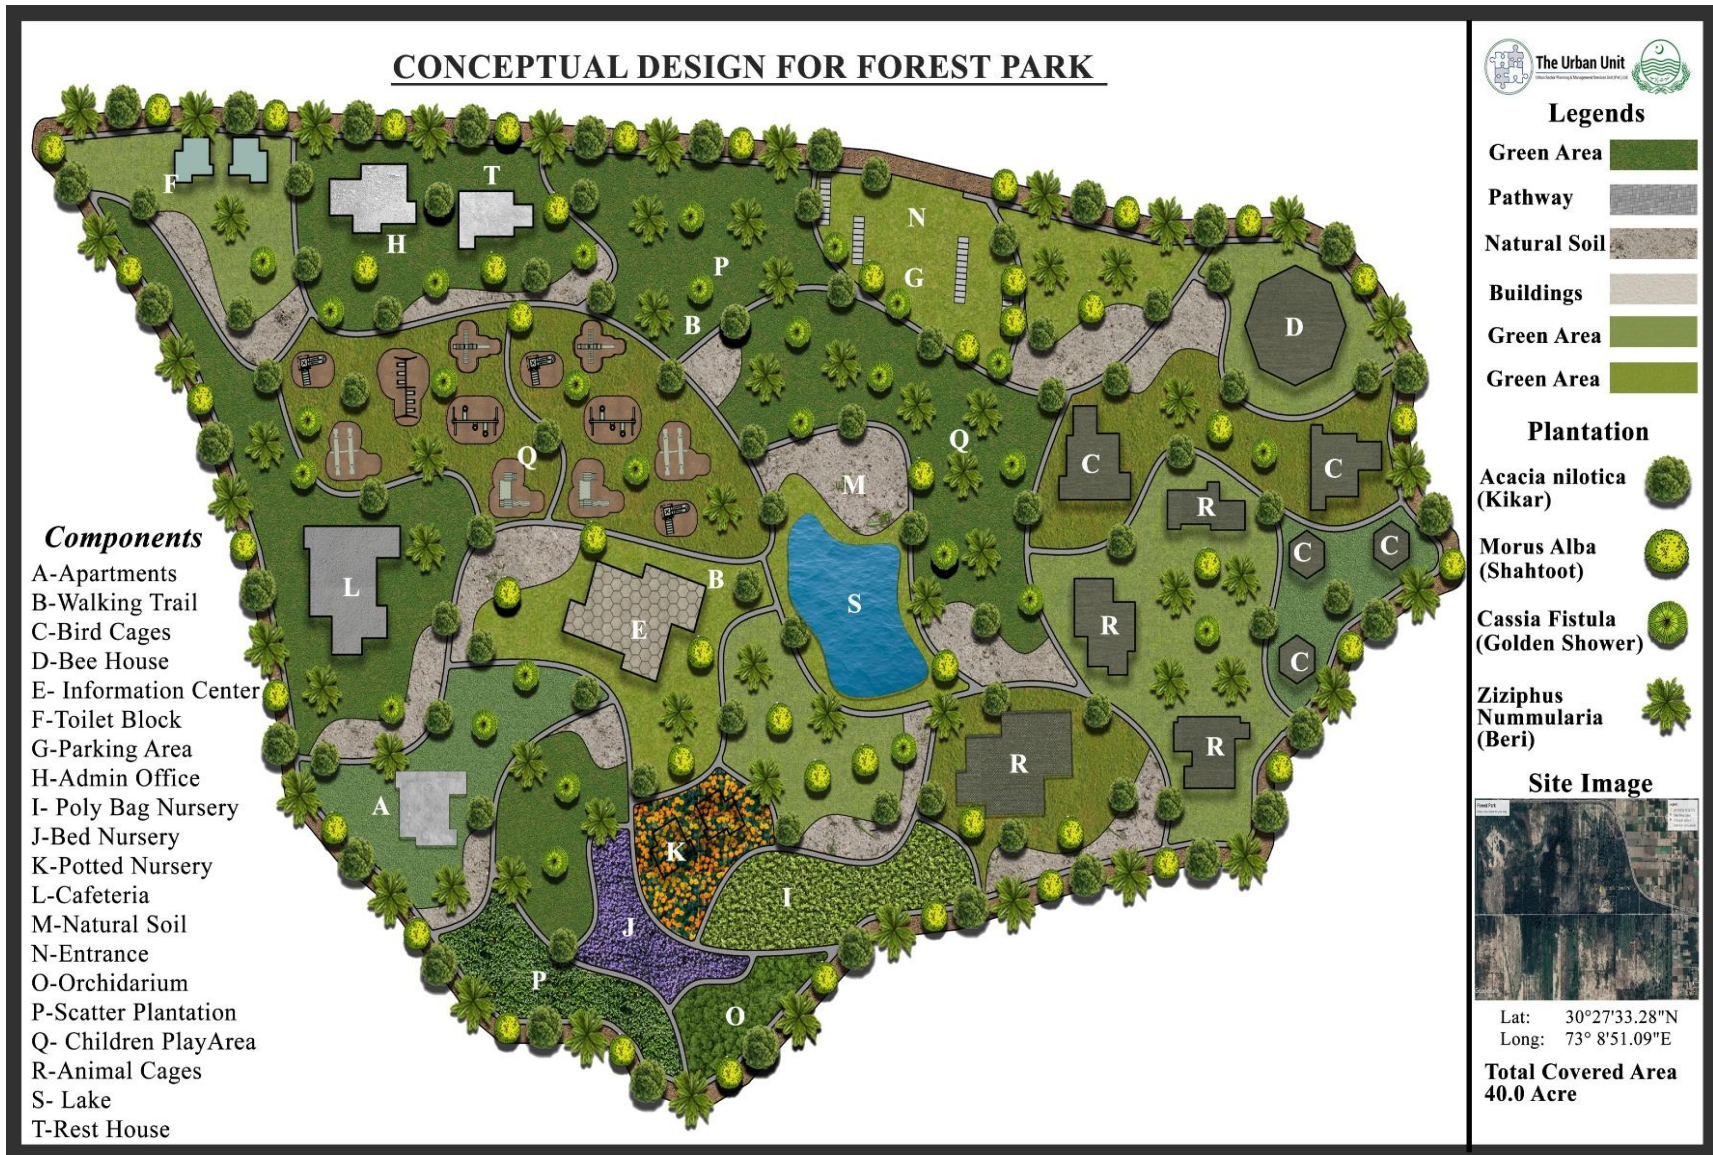 CONCEPTUAL DESIGN FOR FOREST PARK
F
T
H
N
P
G
B
D
Q
Q
C
C
M
R
C
C
L
B
S
E
R
C
R
R
A
K
I
J
P
O
Components
A-Apartments
B-Walking Trail
C-Bird Cages
D-Bee House
E- Information Center
F-Toilet Block
G-Parking Area
H-Admin Office
I- Poly Bag Nursery
J-Bed Nursery
K-Potted Nursery
L-Cafeteria
M-Natural Soil
N-Entrance
O-Orchidarium
P-Scatter Plantation
Q- Children PlayArea
R-Animal Cages
S- Lake
T-Rest House
The Urban Unit
Legends
Green Area
Pathway
Natural Soil
Buildings
Green Area
Green Area
Plantation
Acacia nilotica
(Kikar)
Morus Alba
(Shahtoot)
Cassia Fistula
(Golden Shower)
Ziziphus
Nummularia
(Beri)
Site Image
Forest Park
Lat: 30°27'33.28"N
Long: 73° 8'51.09"E
Total Covered Area
40.0 Acre